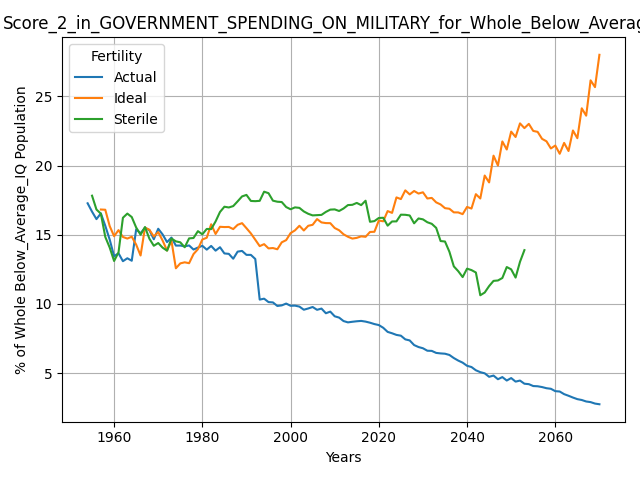 Score_2_in_GOVERNMENT_SPENDING_ON_MILITARY_for_Whole_Below_Averag
Fertility
Actual
Ideal
Sterile
% of Whole Below_Average_IQ Population
25
20
15
10
5
1960 1980 2000 2020 2040 2060
Years